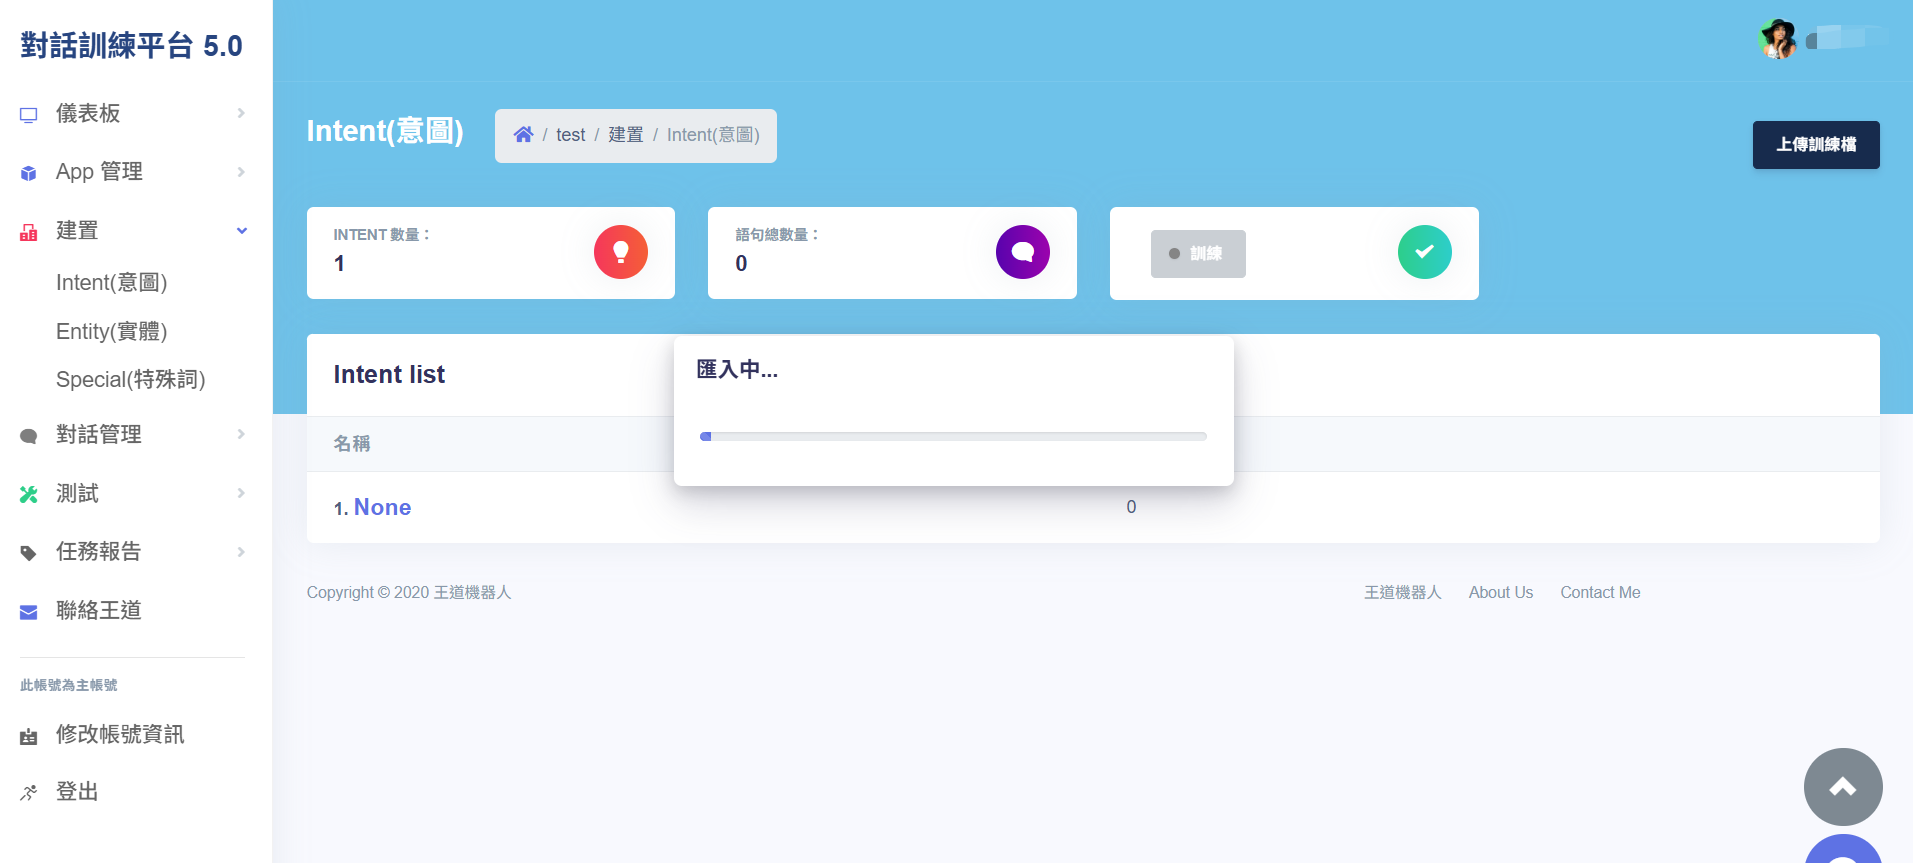 對話訓練平台 5.0
儀表板
App 管理
建置
Intent(意圖)
Entity(實體)
Special(特殊詞)
對話管理
測試
任務報告
聯絡王道
此帳號為主帳號
修改帳號資訊
登出
Intent(意圖)
/ test / 建置 / Intent(意圖)
上傳訓練檔
INTENT 數量：
1
語句總數量：
0
訓練
Intent list
匯入中...
名稱
1. None 0
Copyright © 2020 王道機器人
王道機器人 About Us Contact Me